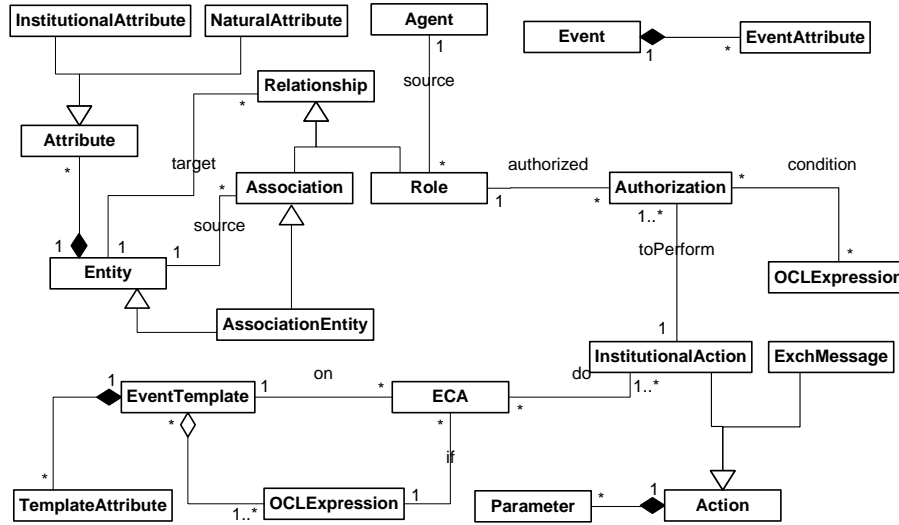 InstitutionalAttribute NaturalAttribute Agent
Event EventAttribute
1 1 *
source
Relationship
*
Attribute
*
target
authorized condition
* Association * Role Authorization *
1 * 1..*
source
toPerform
1 1 1
*
Entity
OCLExpression
AssociationEntity
1
InstitutionalAction ExchMessage
on do
1 1 * 1..*
EventTemplate ECA
* * *
if
*
1..* 1
TemplateAttribute OCLExpression Parameter * 1 Action